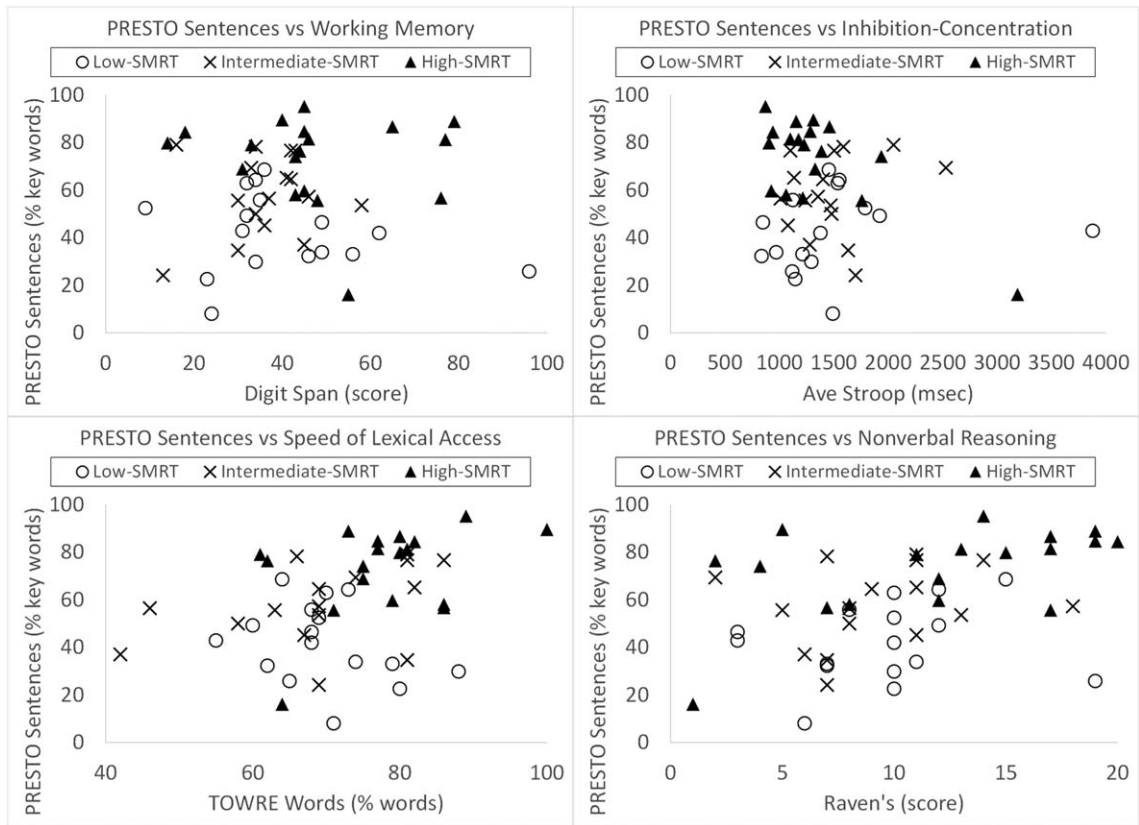 PRESTO Sentences vs Working Memory
Low-SMRT Intermediate-SMRT High-SMRT
PRESTO Sentences (% key words)
100
80
60
40
20
0
0 20 40 60 80 100
Digit Span (score)
PRESTO Sentences vs Inhibition-Concentration
Low-SMRT Intermediate-SMRT High-SMRT
PRESTO Sentences (% key words)
100
80
60
40
20
0
0 500 1000 1500 2000 2500 3000 3500 4000
Ave Stroop (msec)
PRESTO Sentences vs Speed of Lexical Access
Low-SMRT Intermediate-SMRT High-SMRT
PRESTO Sentences (% key words)
100
80
60
40
20
0
40 60 80 100
TOWRE Words (% words)
PRESTO Sentences vs Nonverbal Reasoning
Low-SMRT Intermediate-SMRT High-SMRT
PRESTO Sentences (% key words)
100
80
60
40
20
0
0 5 10 15 20
Raven's (score)